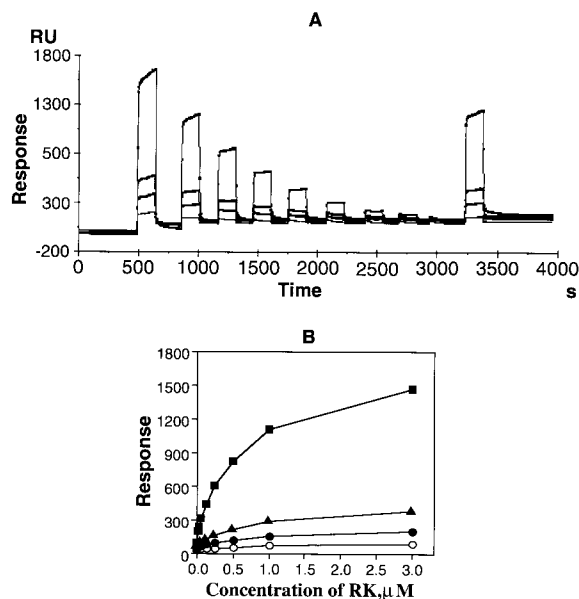 A
RU
1800
1300
500
300
-200
Response
0 500 1000 1500 2000 2500 3000 3500 4000
Time
s
B
1800
1500
1200
900
600
300
0
Response
0.0 0.5 1.0 1.5 2.0 2.5 3.0
Concentration of RK,μM